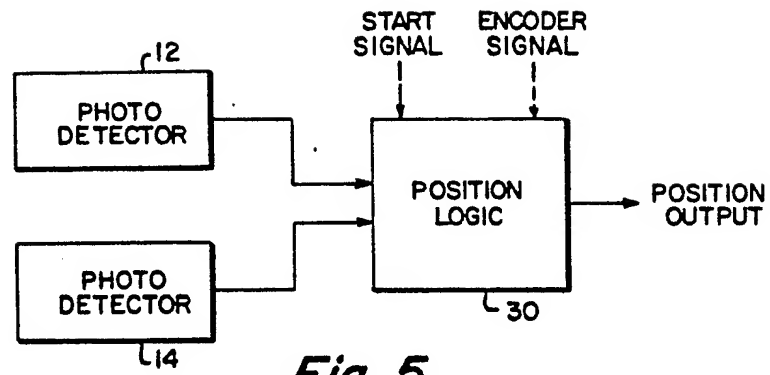 START
SIGNAL
ENCODER
SIGNAL
12
PHOTO
DETECTOR
POSITION
LOGIC
POSITION
OUTPUT
PHOTO
DETECTOR
30
14
Fig. 5